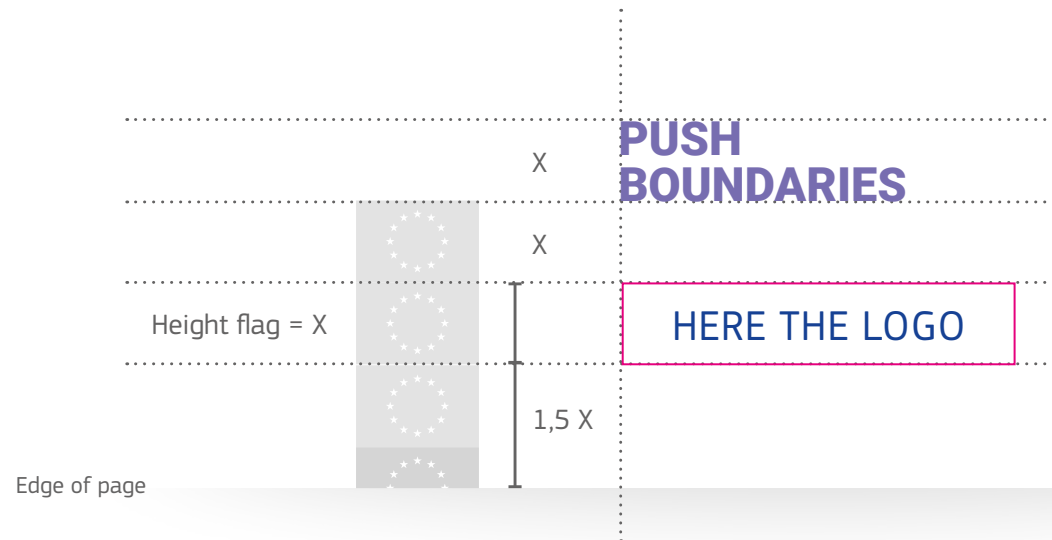 PUSH
BOUNDARIES
X
X
Height flag = X
HERE THE LOGO
1,5 X
Edge of page